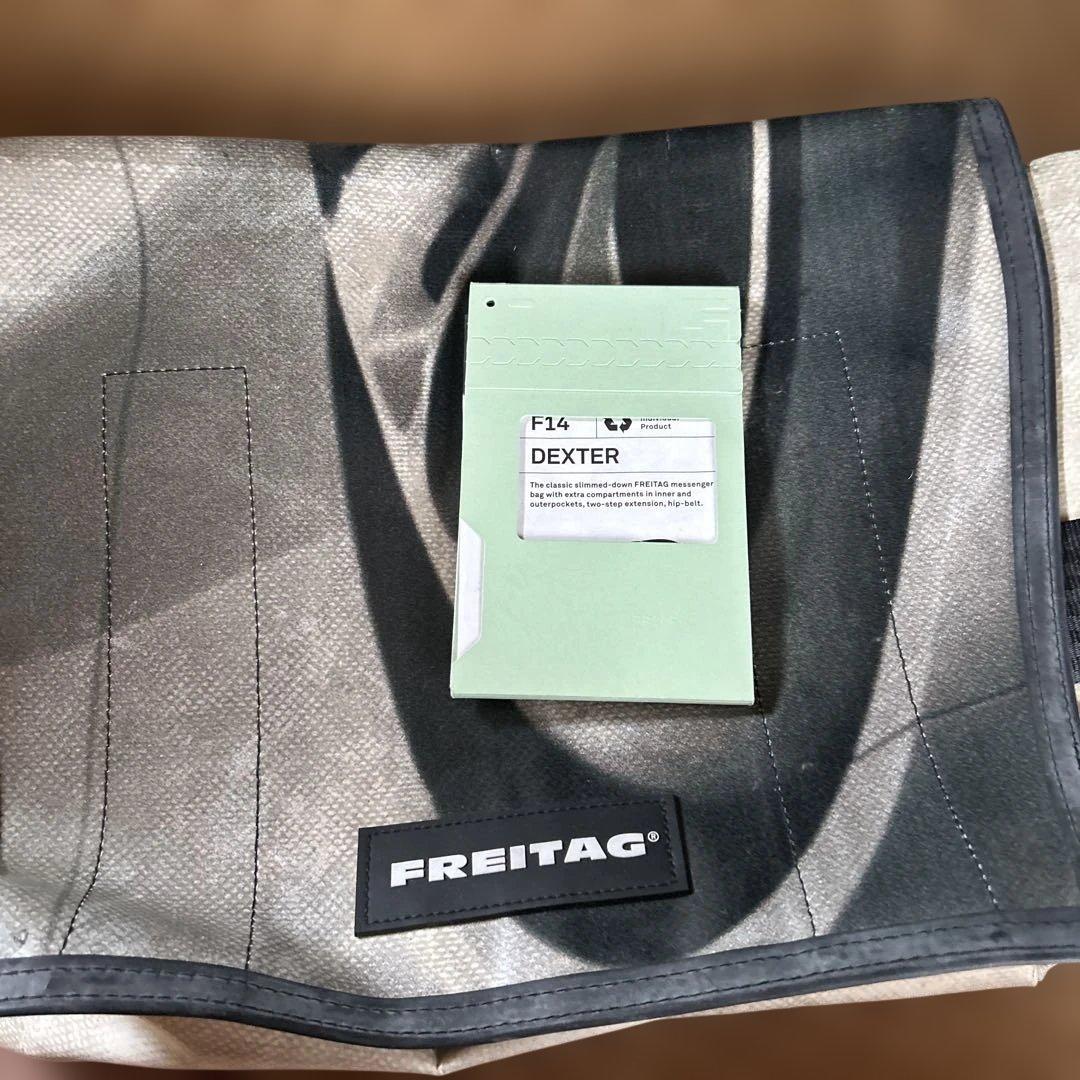 F14
Product
DEXTER
The classic slimmed-down FREITAG messenger
bag with extra compartments in inner and
outerpockets, two-step extension, hip-belt.
FREITAG®